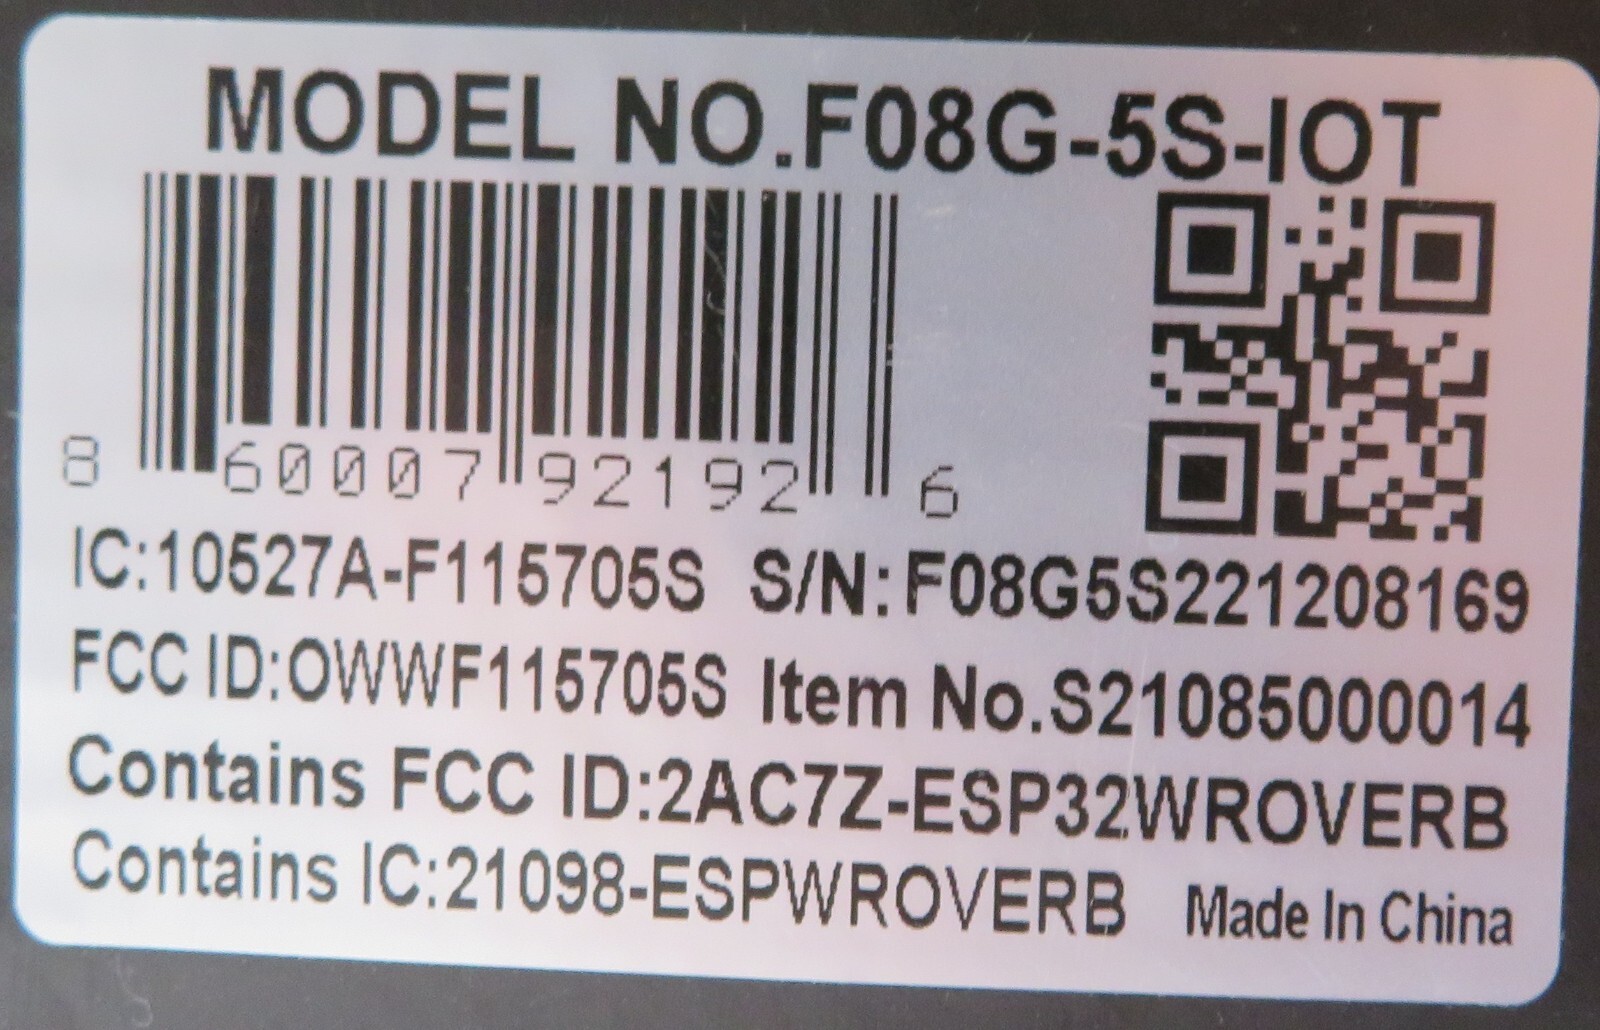 MODEL NO.F08G-5S-IOT
8 60007 92192 6
IC:10527A-F115705S S/N:F08G5S221208169
FCC ID:OWWF115705S Item No.S21085000014
Contains FCC ID:2AC7Z-ESP32WROVERB
Contains IC:21098-ESPWROVERB Made In China